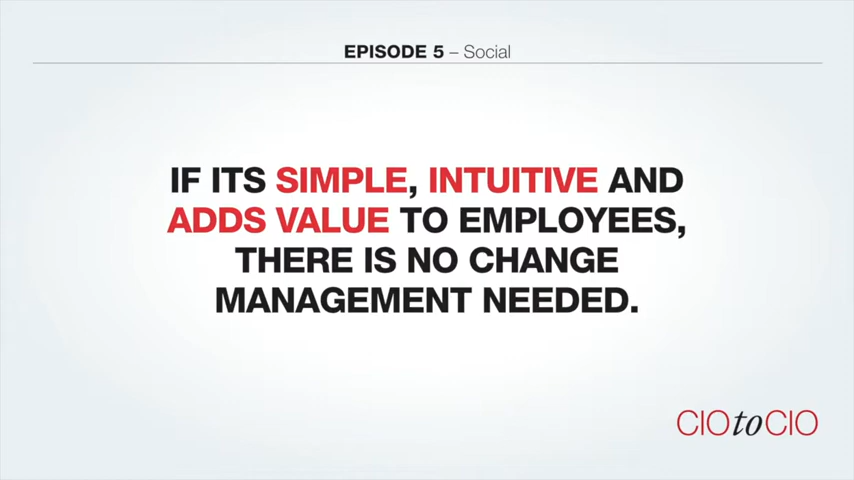 EPISODE 5 – Social
IF ITS SIMPLE, INTUITIVE AND
ADDS VALUE TO EMPLOYEES,
THERE IS NO CHANGE
MANAGEMENT NEEDED.
CIOtoCIO